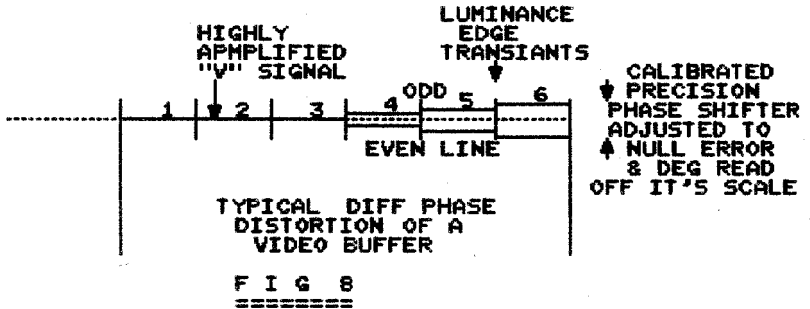 HIGHLY
APMPLIFIED
"V" SIGNAL
LUMINANCE
EDGE
TRANSIANTS
ODD
1 2 3 4 5 6
EVEN LINE
CALIBRATED
PRECISION
PHASE SHIFTER
ADJUSTED TO
NULL ERROR
& DEG READ
OFF IT'S SCALE
TYPICAL DIFF PHASE
DISTORTION OF A
VIDEO BUFFER
F I G 8
========